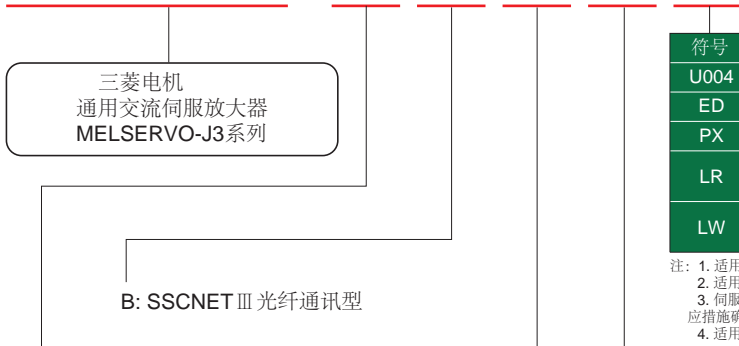 三菱电机
通用交流伺服放大器
MELSERVO-J3系列
B: SSCNETⅢ光纤通讯型
符号
U004
ED
PX
LR
LW
注: 1. 适用
2. 适用
3. 伺服
应措施确
4. 适用